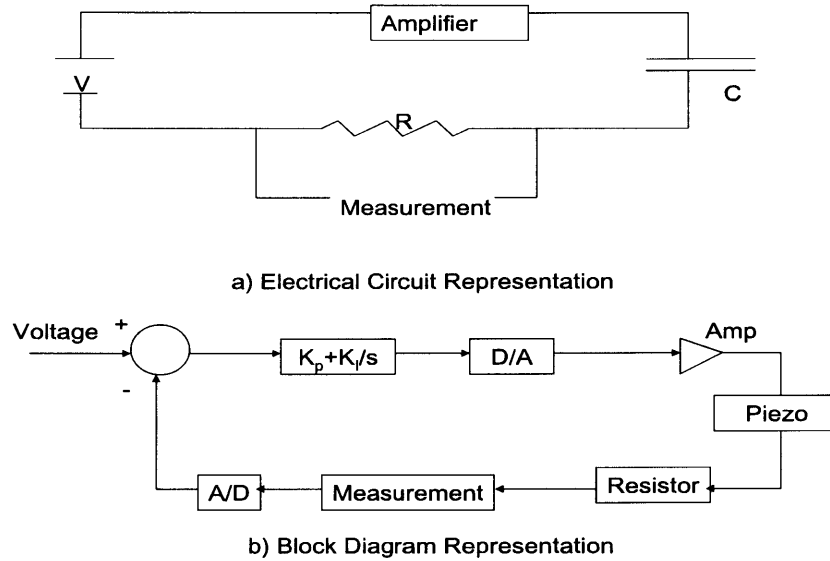 Amplifier
V
C
R
Measurement
a) Electrical Circuit Representation
Voltage
+
Amp
K_p+K_I/s
D/A
-
Piezo
A/D
Measurement
Resistor
b) Block Diagram Representation